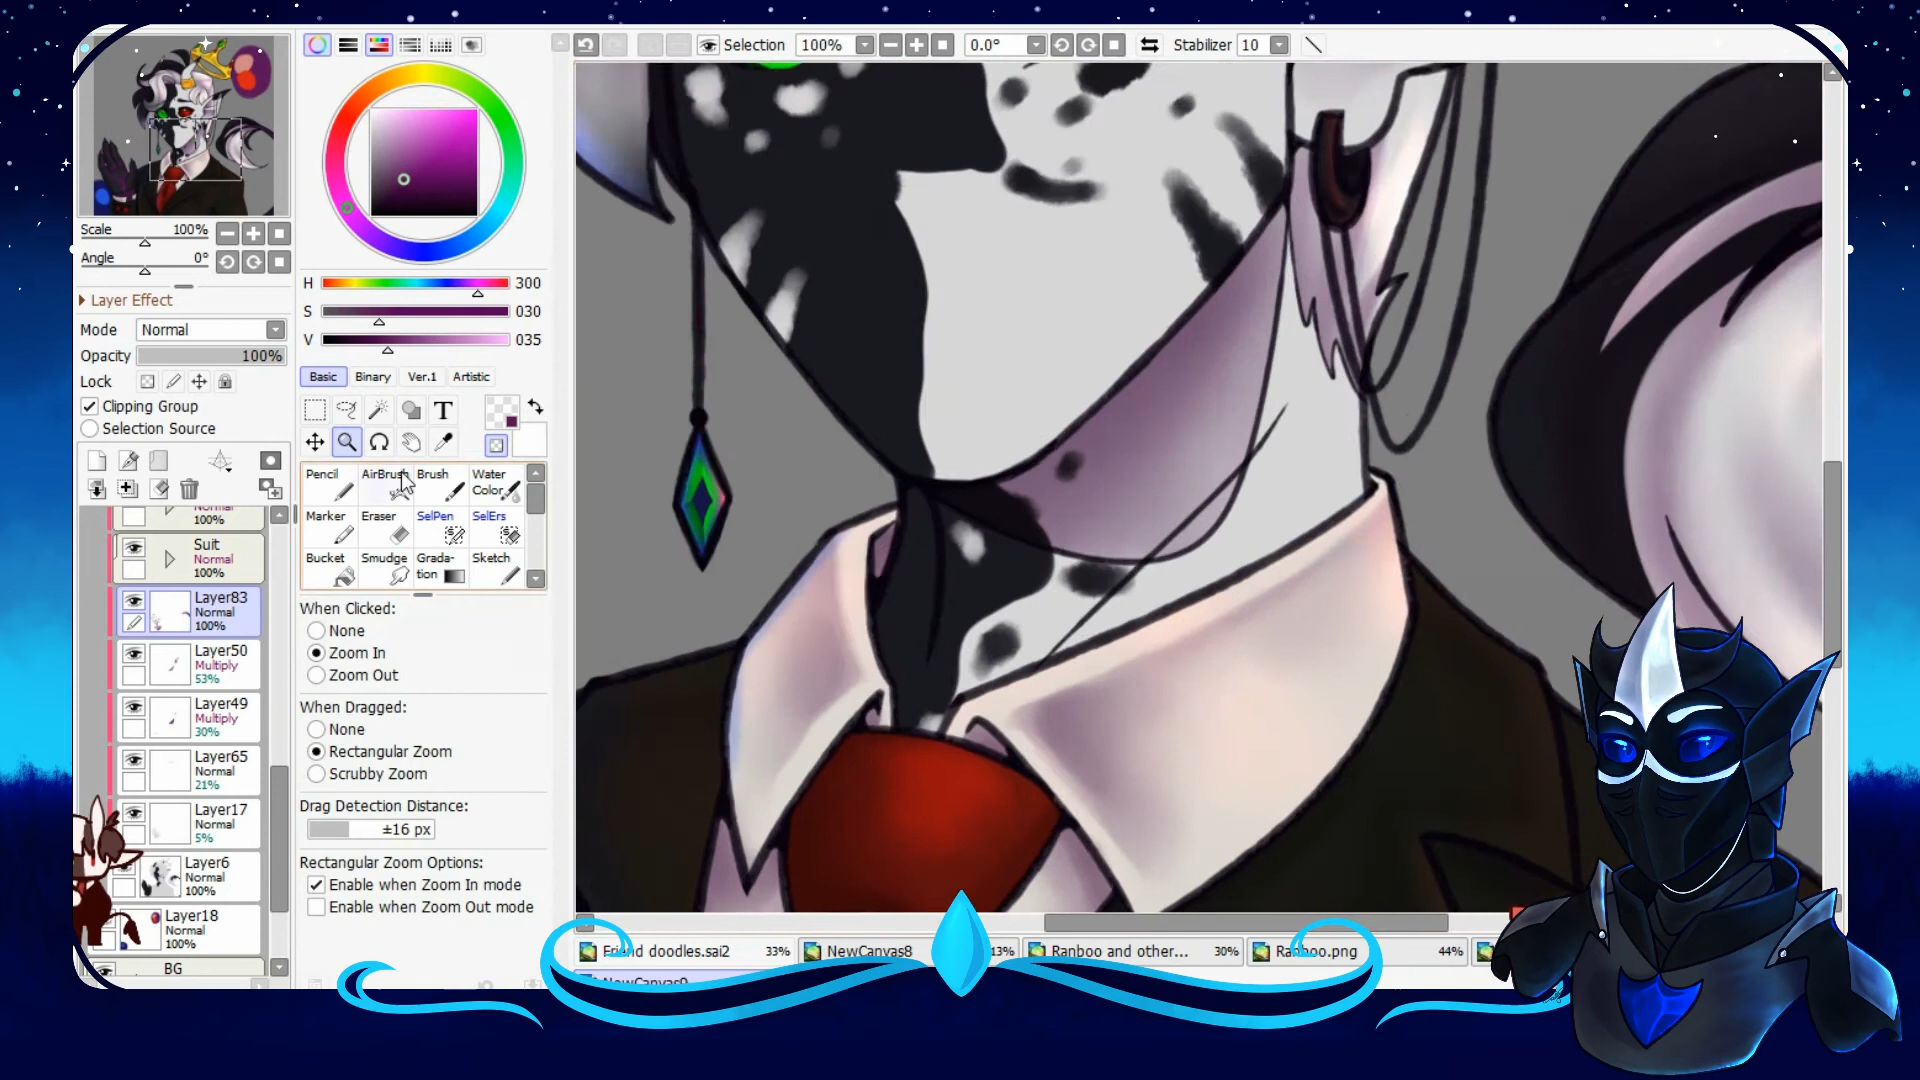 Selection 100% 0.0° Stabilizer 10
Scale 100%
Angle 0°
Layer Effect
Mode Normal
Opacity 100%
Lock
Clipping Group
Selection Source
Normal
100%
Suit
Normal
100%
Layer83
Normal
100%
Layer50
Multiply
53%
Layer49
Multiply
30%
Layer65
Normal
21%
Layer17
Normal
5%
Layer6
Normal
100%
Layer18
Normal
100%
BG
H 300
S 030
V 035
Basic Binary Ver.1 Artistic
T
Pencil AirBrush Brush Water Color
Marker Eraser SelPen SelErs
Bucket Smudge Grada-tion Sketch
When Clicked:
None
Zoom In
Zoom Out
When Dragged:
None
Rectangular Zoom
Scrubby Zoom
Drag Detection Distance:
±16 px
Rectangular Zoom Options:
Enable when Zoom In mode
Enable when Zoom Out mode
Friend doodles.sai2 33% NewCanvas8 13% Ranboo and other... 30% Ranboo.png 44%
NewCanvas9